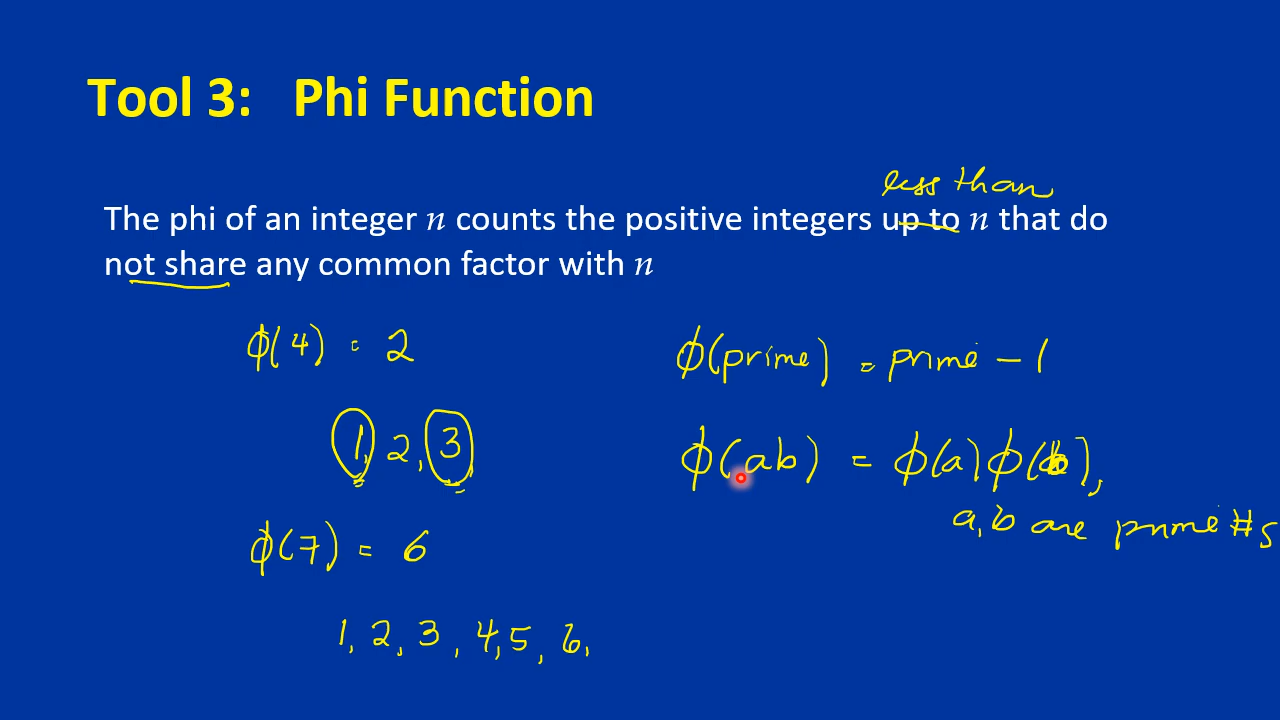 Tool 3: Phi Function
less than
The phi of an integer n counts the positive integers up to n that do
not share any common factor with n
ϕ(4) = 2
ϕ(prime) = prime - 1
1, 2, 3,
ϕ(ab) = ϕ(a)ϕ(b),
a, b are prime #s
ϕ(7) = 6
1, 2, 3, 4, 5, 6,